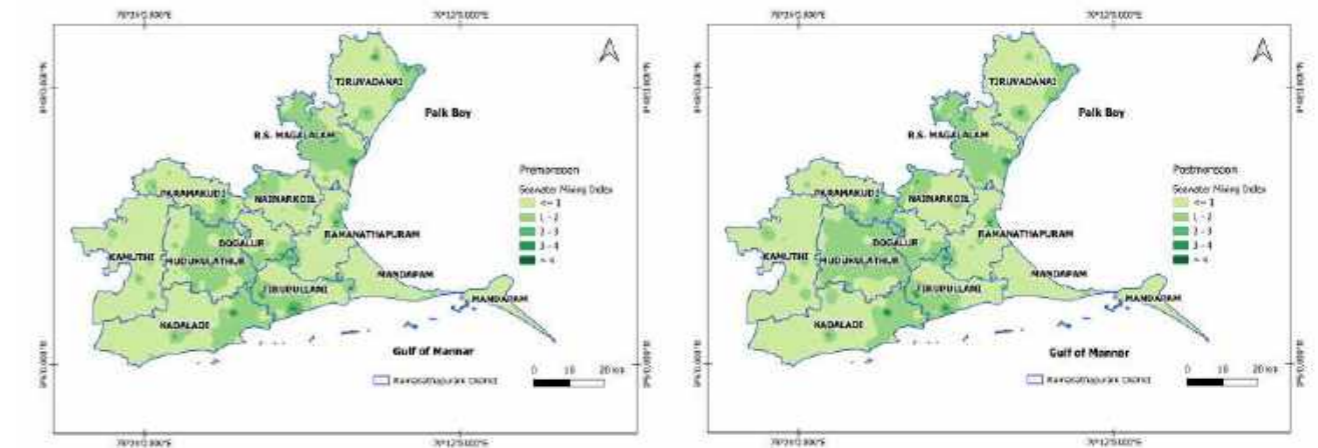 TIRUVADANAI
Palk Bay
R.S. MAGALALAM
Premonsoon
Seawater Mixing Index
<= 1
1 - 2
2 - 3
3 - 4
> 4
PARAMAKUDI
NAINARKOIL
BOGALUR
RAMANATHAPURAM
KAMUTHI
MUDUKULATHUR
MANDAPAM
TIRUPULLANI
MANDAPAM
KADALADI
Gulf of Mannar
0 10 20 km
Ramanathapuram District
TIRUVADANAI
Palk Bay
R.S. MAGALALAM
Postmonsoon
Seawater Mixing Index
<= 1
1 - 2
2 - 3
3 - 4
> 4
PARAMAKUDI
NAINARKOIL
BOGALUR
RAMANATHAPURAM
KAMUTHI
MUDUKULATHUR
MANDAPAM
TIRUPULLANI
MANDAPAM
KADALADI
Gulf of Mannar
0 10 20 km
Ramanathapuram District